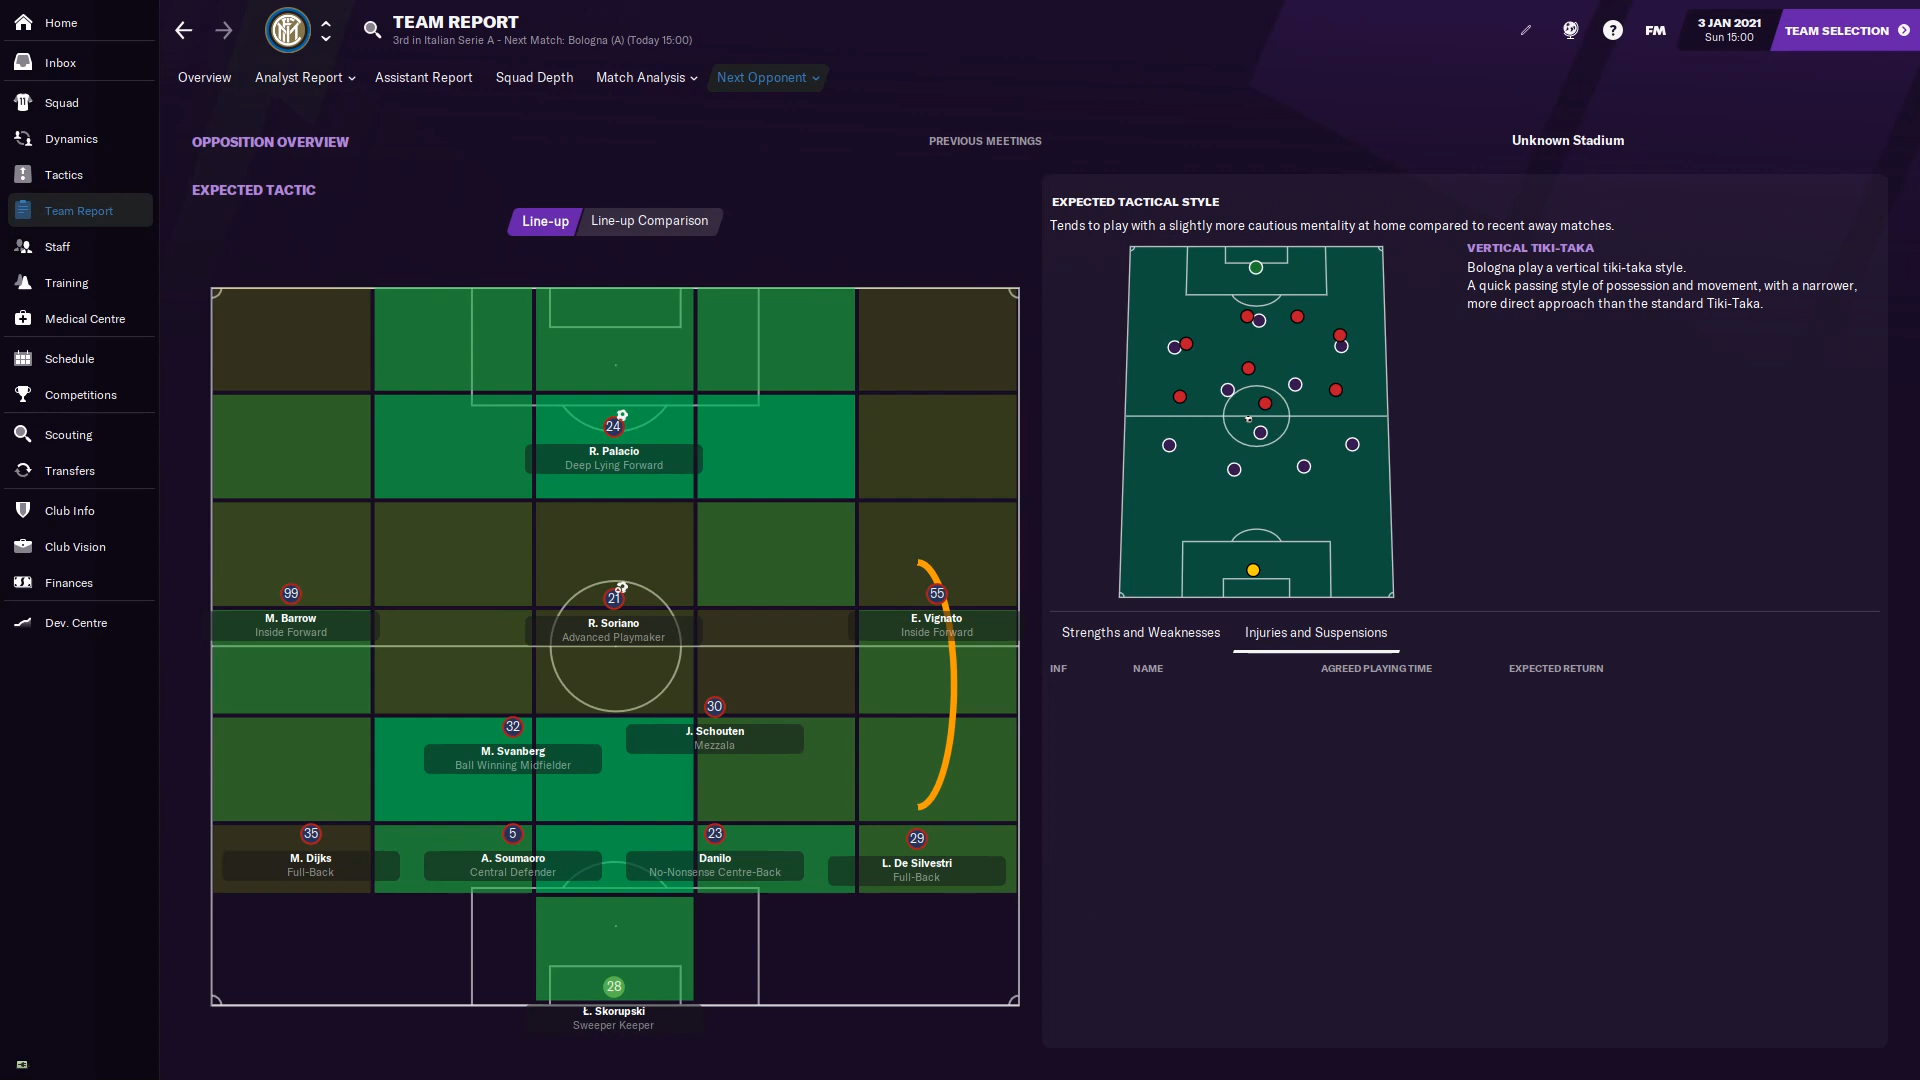 Home
Inbox
Squad
Dynamics
Tactics
Team Report
Staff
Training
Medical Centre
Schedule
Competitions
Scouting
Transfers
Club Info
Club Vision
Finances
Dev. Centre
TEAM REPORT
3rd in Italian Serie A - Next Match: Bologna (A) (Today 15:00)
?
FM
3 JAN 2021
Sun 15:00
TEAM SELECTION
Overview
Analyst Report
Assistant Report
Squad Depth
Match Analysis
Next Opponent
OPPOSITION OVERVIEW
PREVIOUS MEETINGS
Unknown Stadium
EXPECTED TACTIC
Line-up
Line-up Comparison
24
R. Palacio
Deep Lying Forward
99
M. Barrow
Inside Forward
21
R. Soriano
Advanced Playmaker
55
E. Vignato
Inside Forward
32
M. Svanberg
Ball Winning Midfielder
30
J. Schouten
Mezzala
35
M. Dijks
Full-Back
5
A. Soumaoro
Central Defender
23
Danilo
No-Nonsense Centre-Back
29
L. De Silvestri
Full-Back
28
Ł. Skorupski
Sweeper Keeper
EXPECTED TACTICAL STYLE
Tends to play with a slightly more cautious mentality at home compared to recent away matches.
VERTICAL TIKI-TAKA
Bologna play a vertical tiki-taka style.
A quick passing style of possession and movement, with a narrower,
more direct approach than the standard Tiki-Taka.
Strengths and Weaknesses
Injuries and Suspensions
INF
NAME
AGREED PLAYING TIME
EXPECTED RETURN